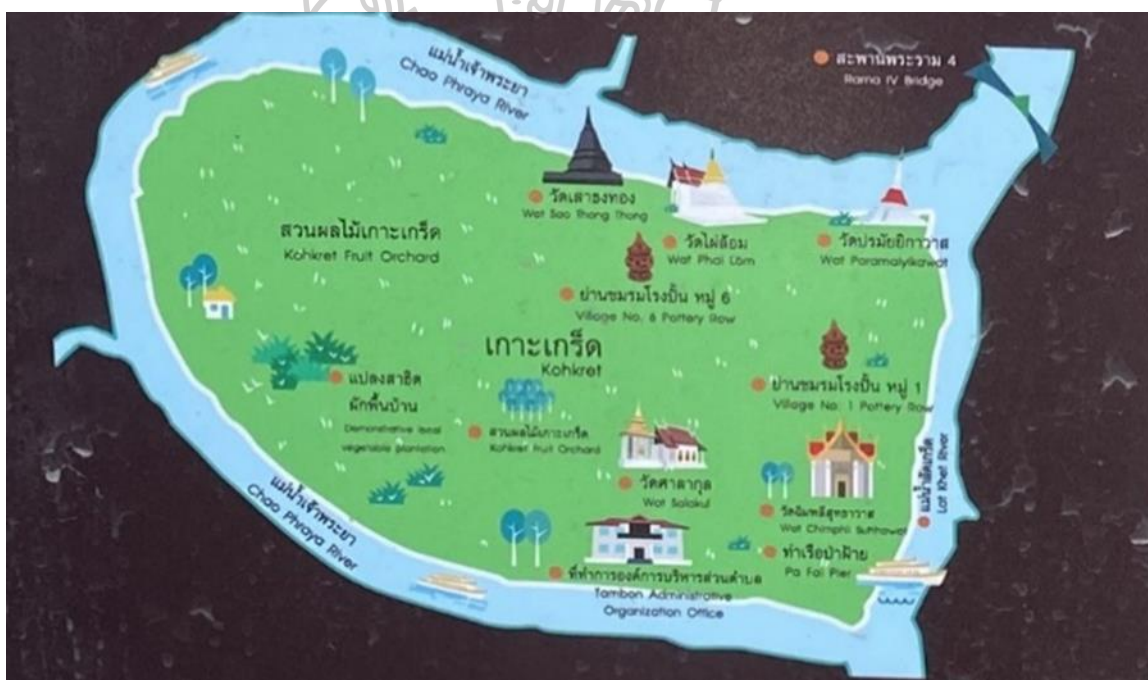 แม่น้ำเจ้าพระยา
Chao Phraya River
สะพานพระราม 4
Rama IV Bridge
วัดเสาธงทอง
Wat Sao Thong Thong
สวนผลไม้เกาะเกร็ด
Kohkret Fruit Orchard
วัดไผ่ล้อม
Wat Phai Lom
วัดปรมัยยิกาวาส
Wat Paramaiyikawat
ย่านชมรมโรงปั้น หมู่ 6
Village No. 6 Pottery Row
เกาะเกร็ด
Kohkret
แปลงสาธิต
ผักพื้นบ้าน
Demonstrative local
vegetable plantation
ย่านชมรมโรงปั้น หมู่ 1
Village No. 1 Pottery Row
สวนผลไม้เกาะเกร็ด
Kohkret Fruit Orchard
วัดศาลากุล
Wat Salakul
แม่น้ำลัดเกร็ด
Lat Khet River
วัดฉิมพลีสุทธาวาส
Wat Chimphli Sutthawat
แม่น้ำเจ้าพระยา
Chao Phraya River
ท่าเรือป่าฝ้าย
Pa Fai Pier
ที่ทำการองค์การบริหารส่วนตำบล
Tambon Administrative
Organization Office